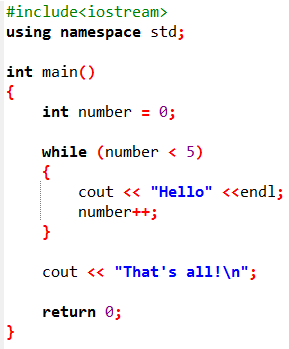 #include<iostream>
using namespace std;
int main()
{
int number = 0;
while (number < 5)
{
cout << "Hello" <<endl;
number++;
}
cout << "That's all!\n";
return 0;
}